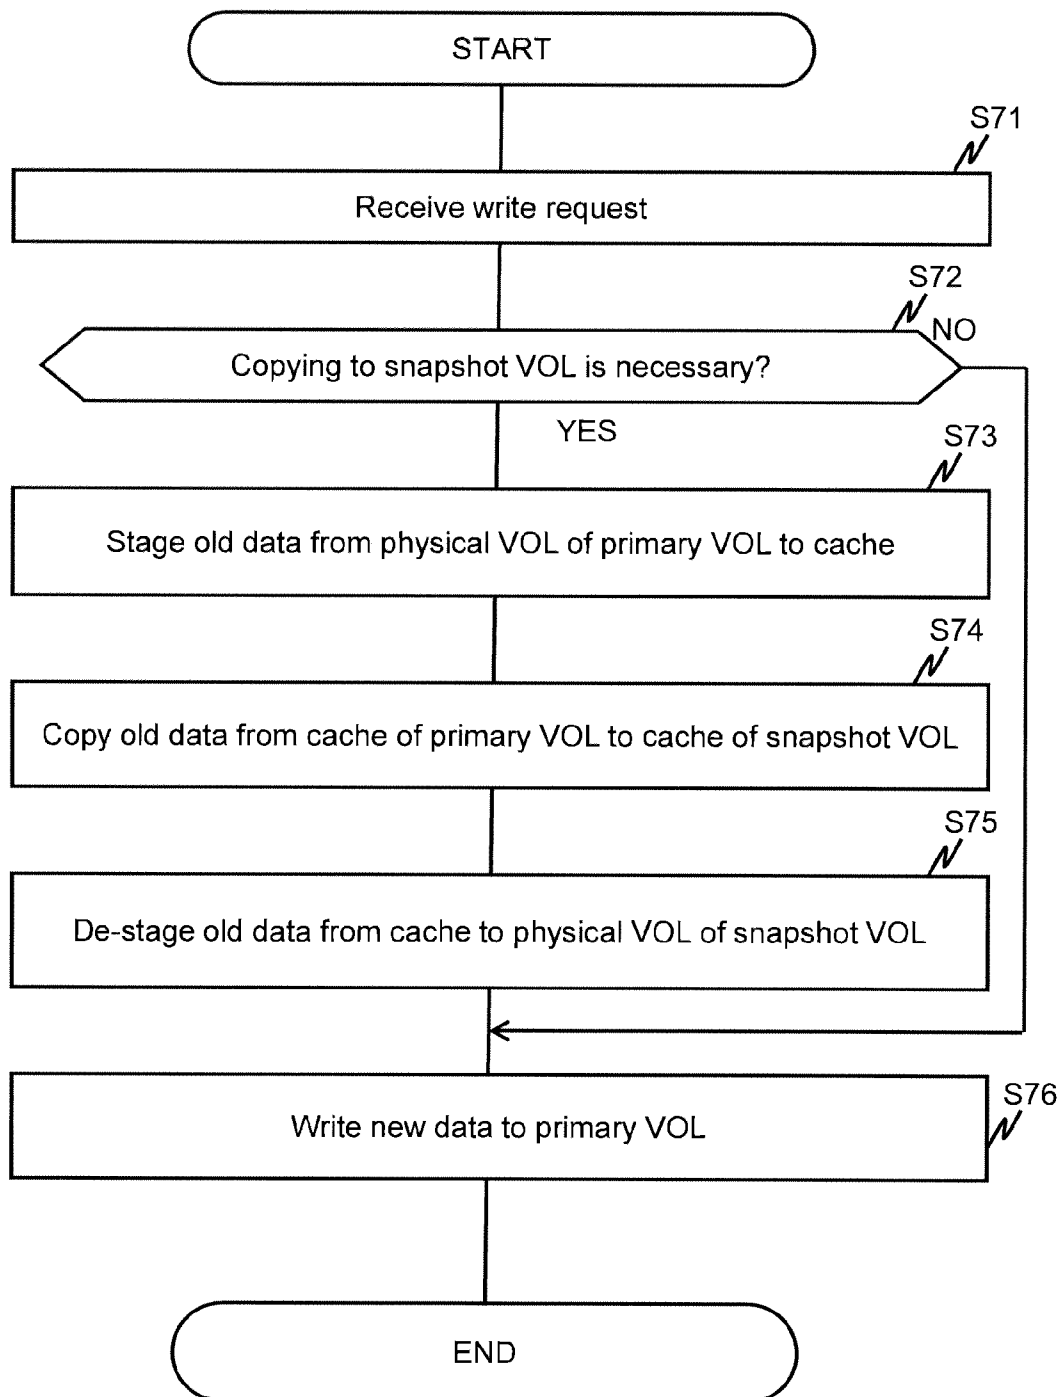 START
S71
Receive write request
S72
NO
Copying to snapshot VOL is necessary?
YES
S73
Stage old data from physical VOL of primary VOL to cache
S74
Copy old data from cache of primary VOL to cache of snapshot VOL
S75
De-stage old data from cache to physical VOL of snapshot VOL
S76
Write new data to primary VOL
END